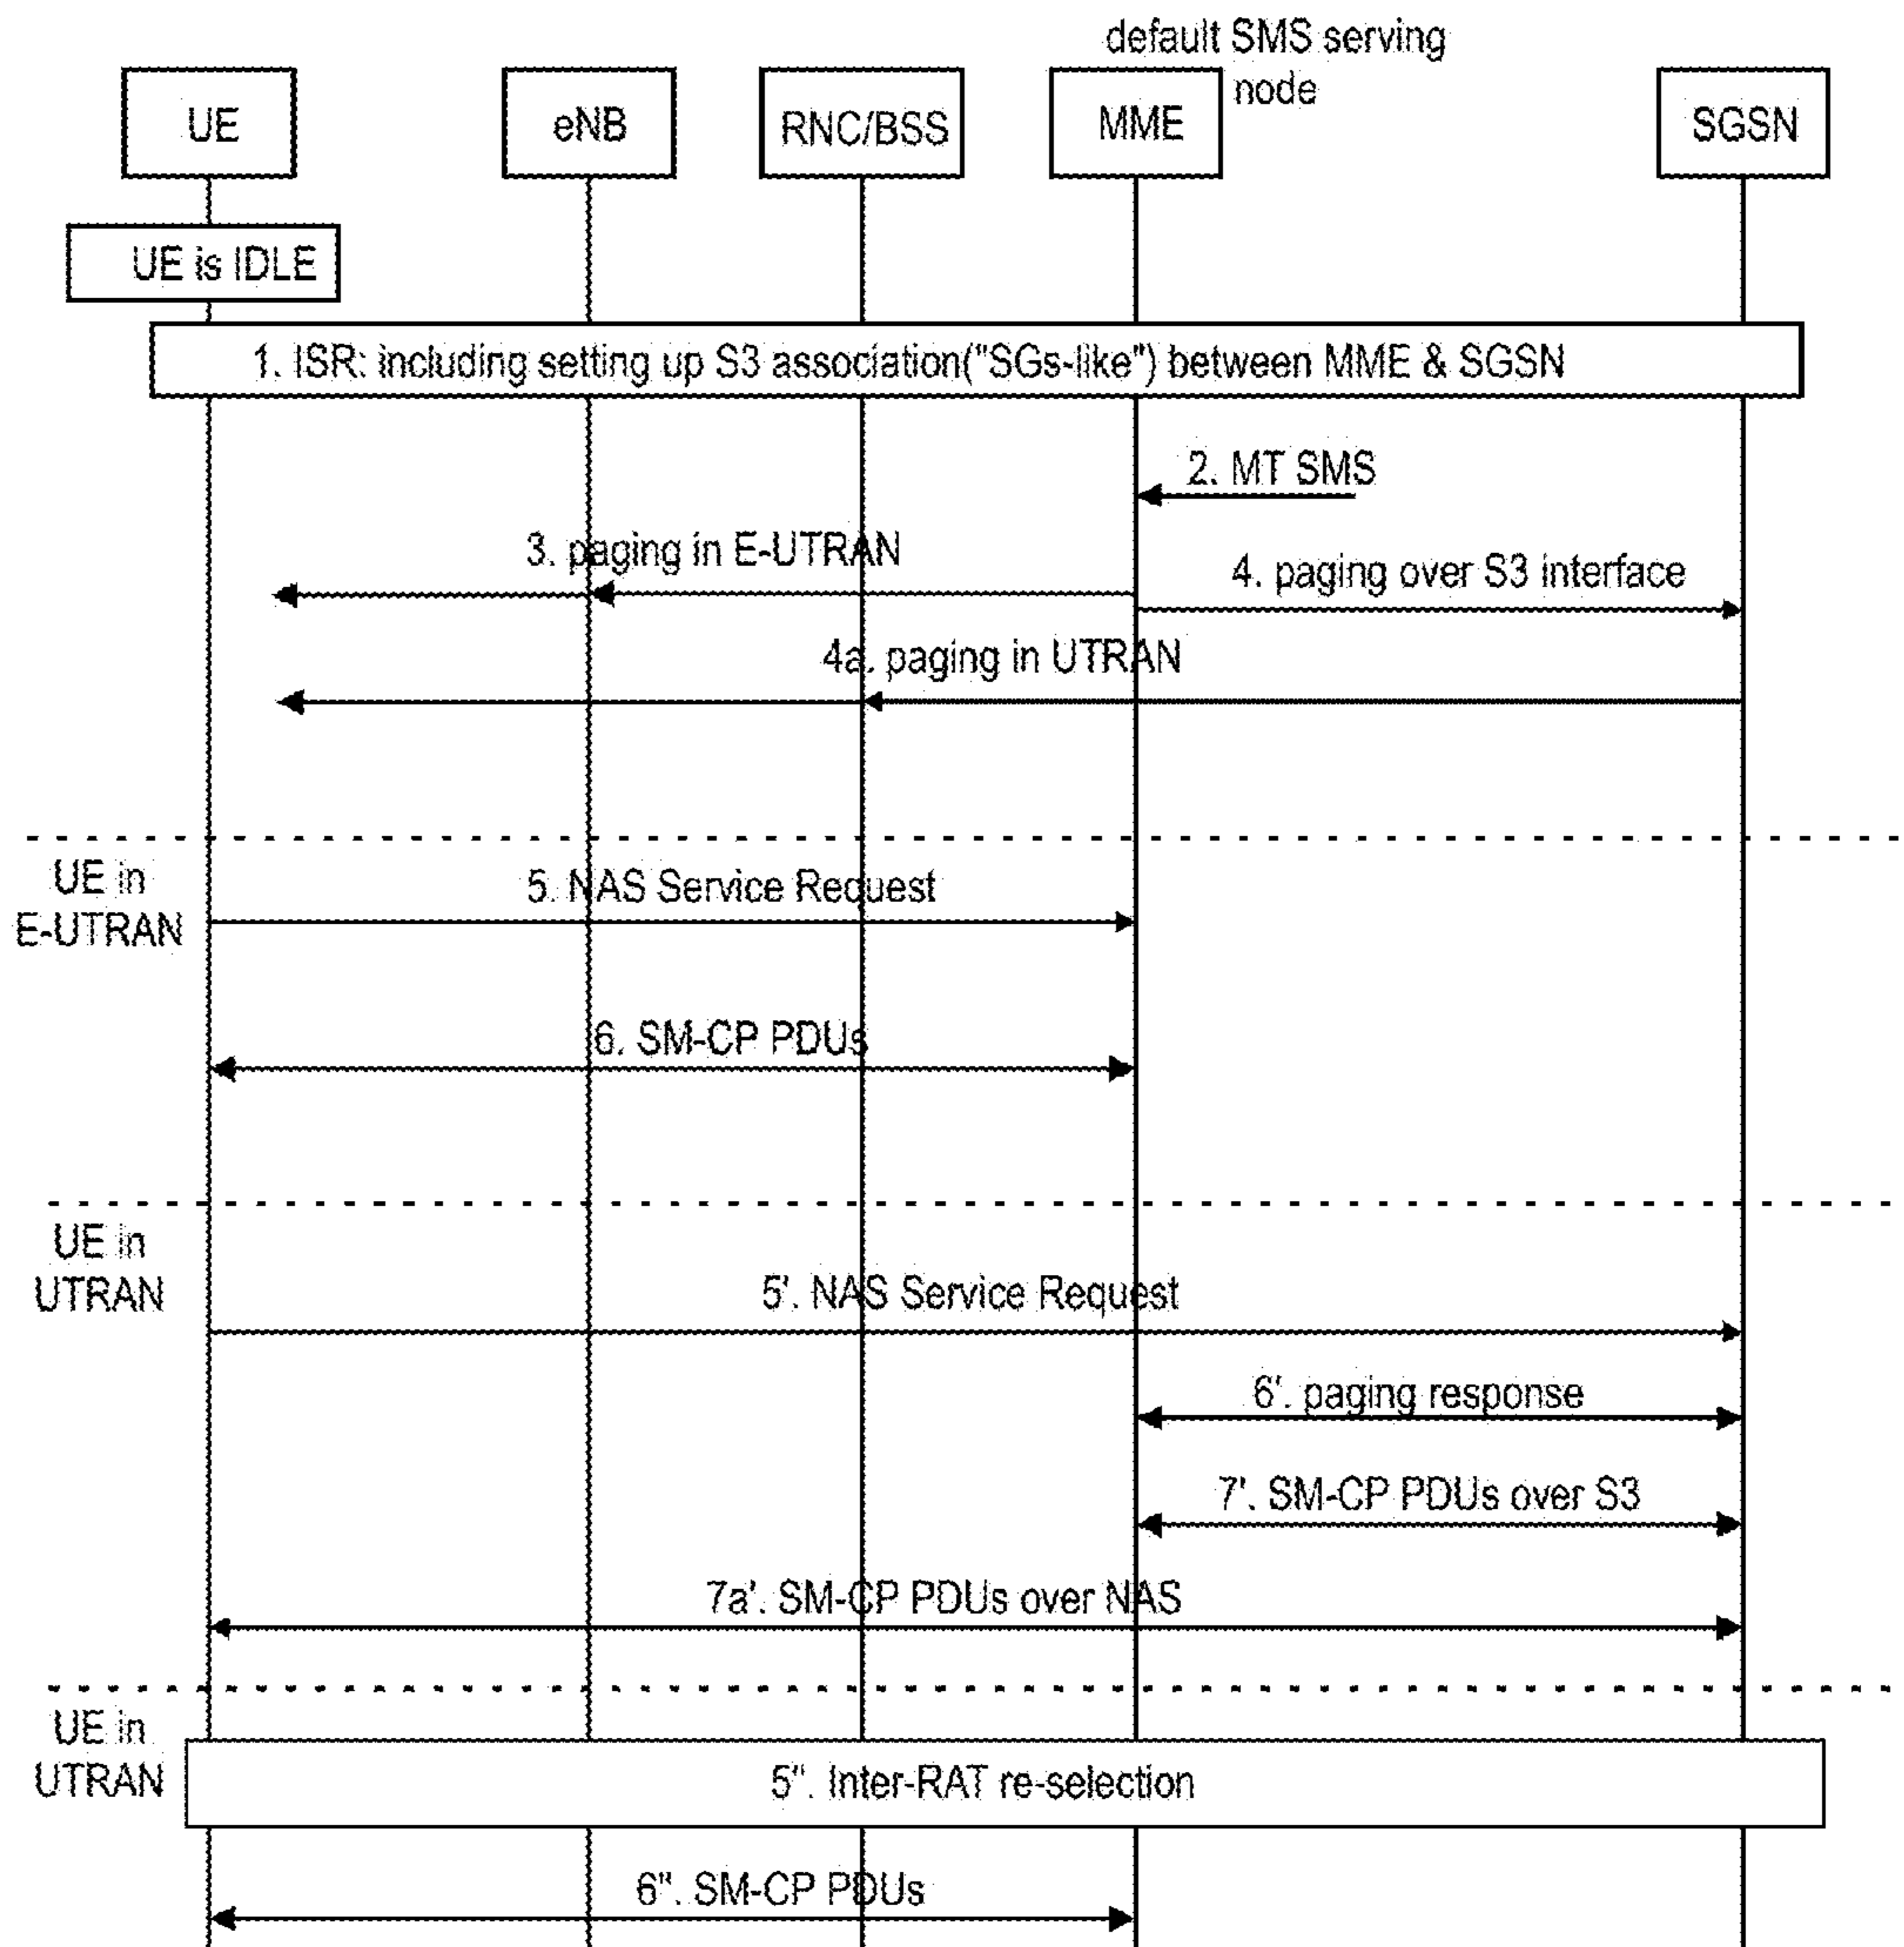 default SMS serving
node
UE
eNB
RNC/BSS
MME
SGSN
UE is IDLE
1. ISR: including setting up S3 association("SGs-like") between MME & SGSN
2. MT SMS
3. paging in E-UTRAN
4. paging over S3 interface
4a. paging in UTRAN
UE in
E-UTRAN
5. NAS Service Request
6. SM-CP PDUs
UE in
UTRAN
5'. NAS Service Request
6'. paging response
7'. SM-CP PDUs over S3
7a'. SM-CP PDUs over NAS
UE in
UTRAN
5". Inter-RAT re-selection
6". SM-CP PDUs